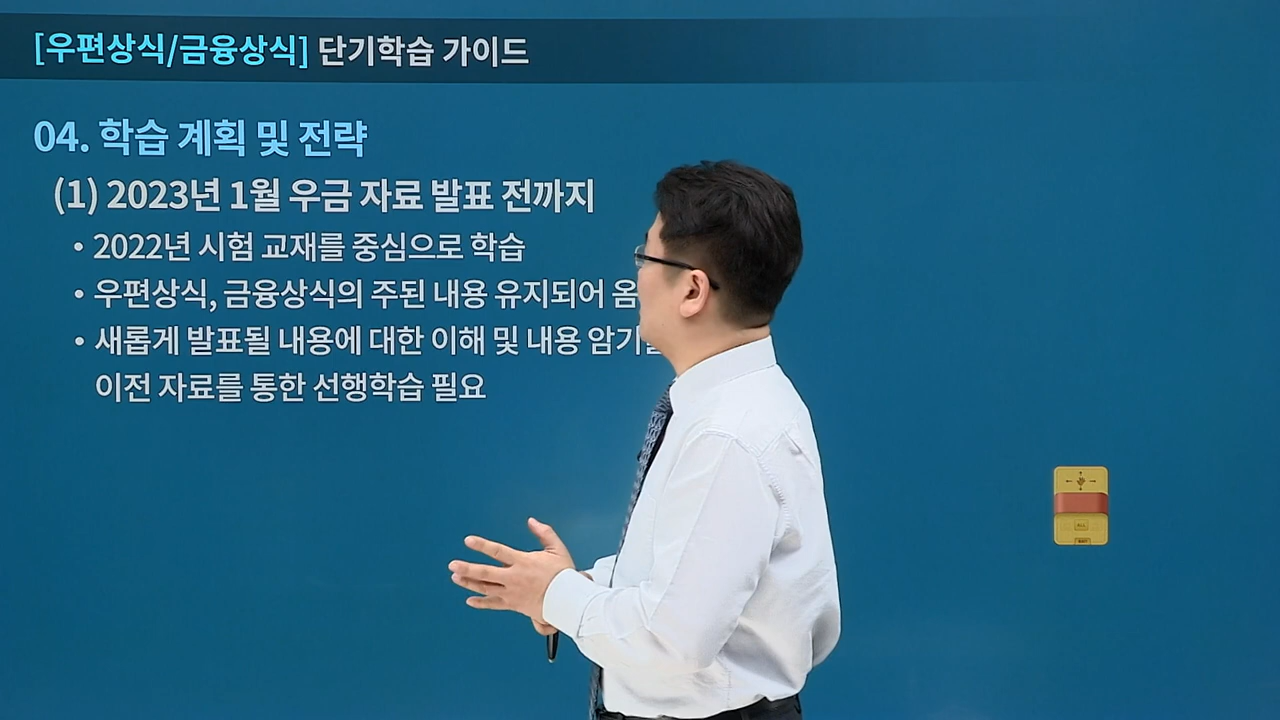 [우편상식/금융상식] 단기학습 가이드
04. 학습 계획 및 전략
(1) 2023년 1월 우금 자료 발표 전까지
• 2022년 시험 교재를 중심으로 학습
• 우편상식, 금융상식의 주된 내용 유지되어 옴
• 새롭게 발표될 내용에 대한 이해 및 내용 
이전 자료를 통한 선행학습 필요
ALL